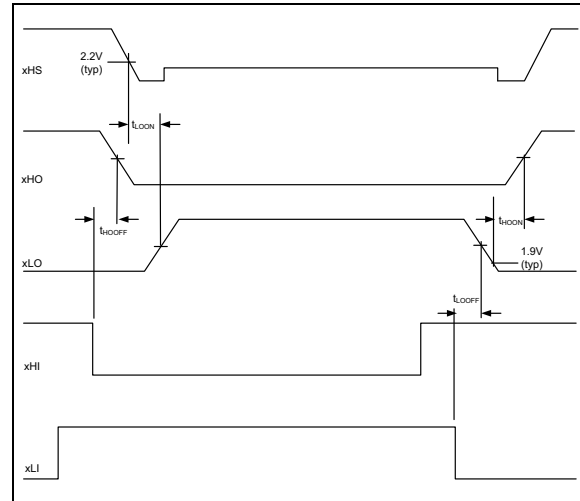 2.2V
(typ)
xHS
tLOON
xHO
tHOOFF
tHOON
xLO
1.9V
(typ)
tLOOFF
xHI
xLI